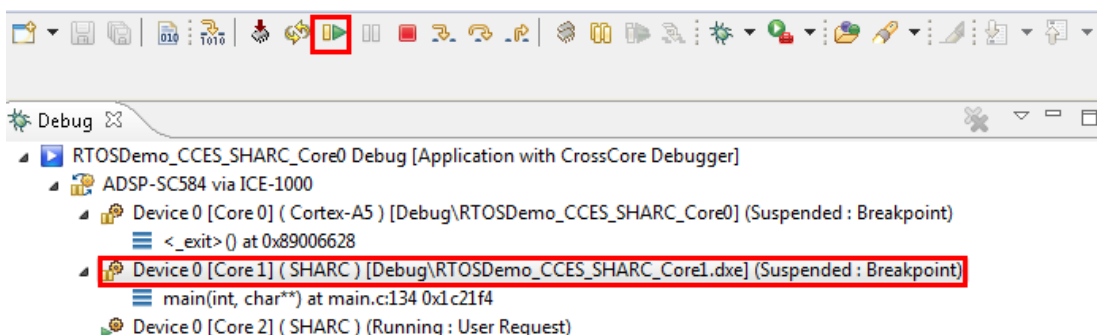 010
1010
Debug
RTOSDemo_CCES_SHARC_Core0 Debug [Application with CrossCore Debugger]
ADSP-SC584 via ICE-1000
Device 0 [Core 0] ( Cortex-A5 ) [Debug\RTOSDemo_CCES_SHARC_Core0] (Suspended : Breakpoint)
<_exit>() at 0x89006628
Device 0 [Core 1] ( SHARC ) [Debug\RTOSDemo_CCES_SHARC_Core1.dxe] (Suspended : Breakpoint)
main(int, char**) at main.c:134 0x1c21f4
Device 0 [Core 2] ( SHARC ) (Running : User Request)